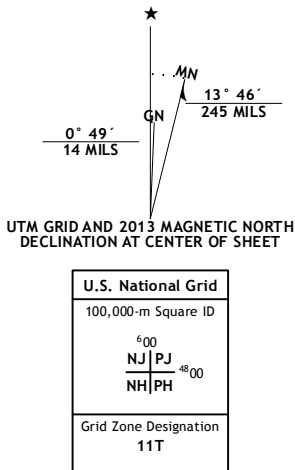 ★
MN
GN
13° 46´
245 MILS
0° 49´
14 MILS
UTM GRID AND 2013 MAGNETIC NORTH
DECLINATION AT CENTER OF SHEET
U.S. National Grid
100,000-m Square ID
⁶00
NJ PJ
⁴⁸00
NH PH
Grid Zone Designation
11T